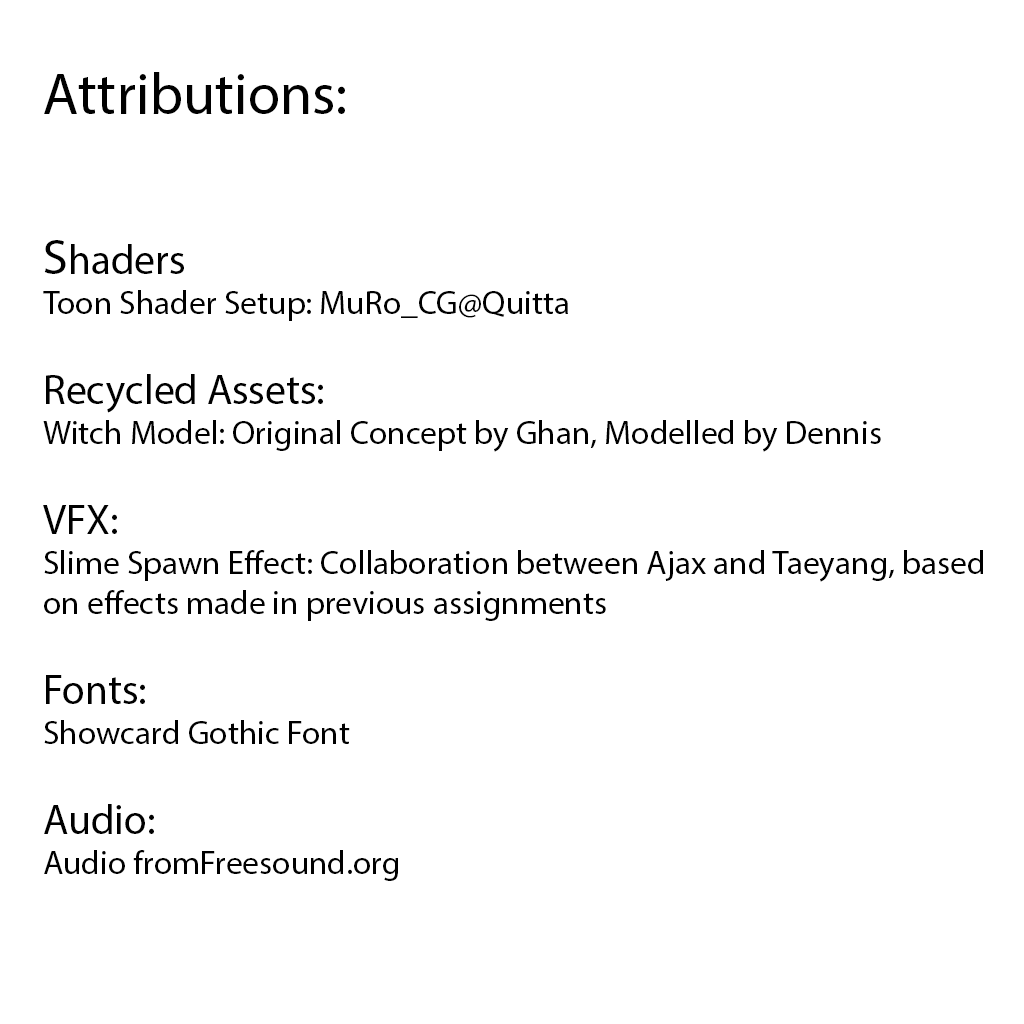 Attributions:
Shaders
Toon Shader Setup: MuRo_CG@Quitta
Recycled Assets:
Witch Model: Original Concept by Ghan, Modelled by Dennis
VFX:
Slime Spawn Effect: Collaboration between Ajax and Taeyang, based
on effects made in previous assignments
Fonts:
Showcard Gothic Font
Audio:
Audio fromFreesound.org